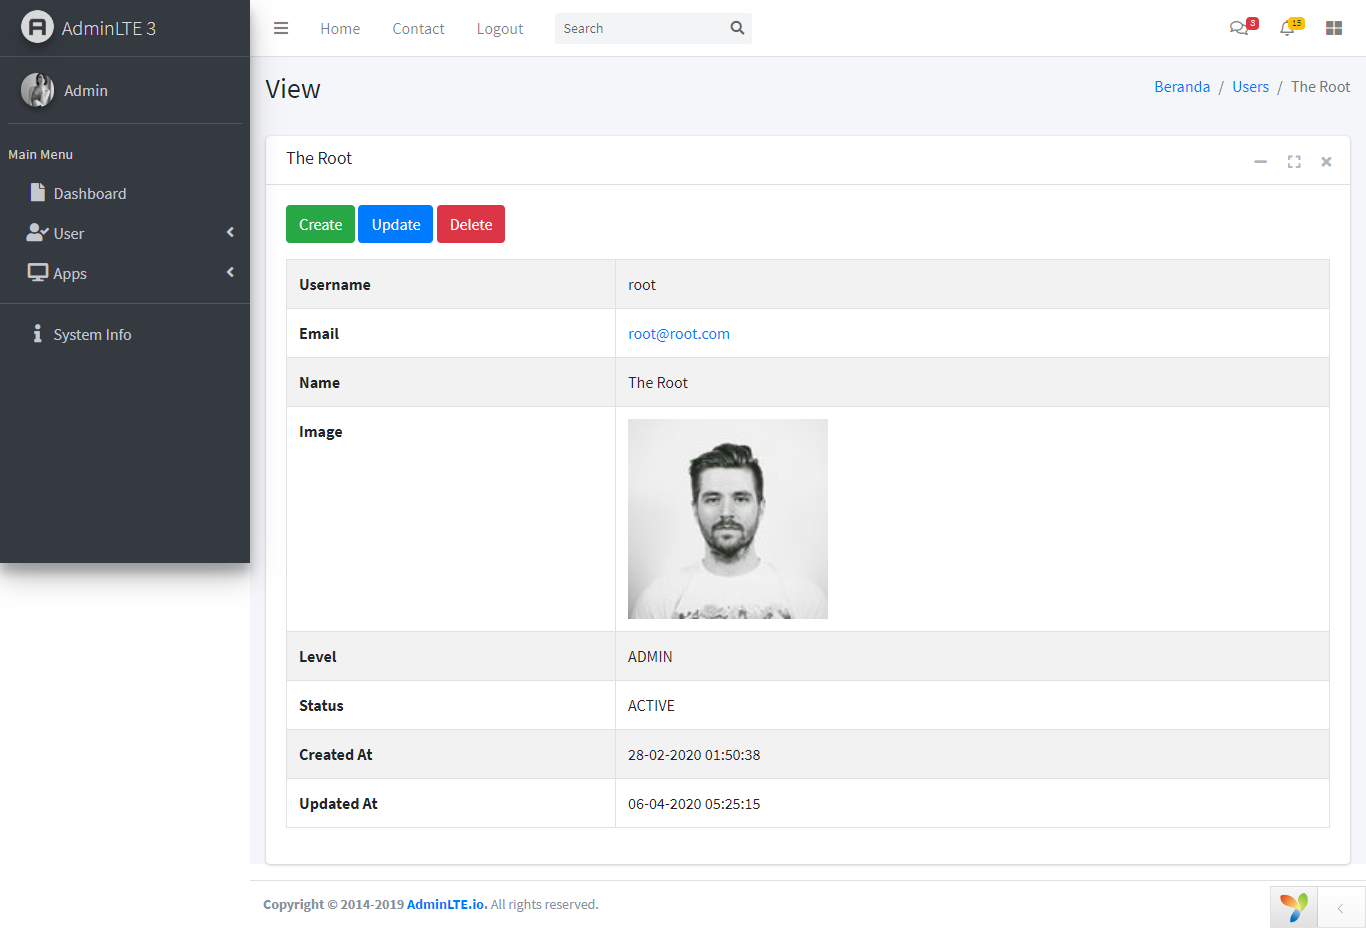 AdminLTE 3
Home
Contact
Logout
Search
3
15
Admin
Main Menu
Dashboard
User
Apps
System Info
View
Beranda / Users / The Root
The Root
Create
Update
Delete
Username root
Email root@root.com
Name The Root
Image
Level ADMIN
Status ACTIVE
Created At 28-02-2020 01:50:38
Updated At 06-04-2020 05:25:15
Copyright © 2014-2019 AdminLTE.io. All rights reserved.